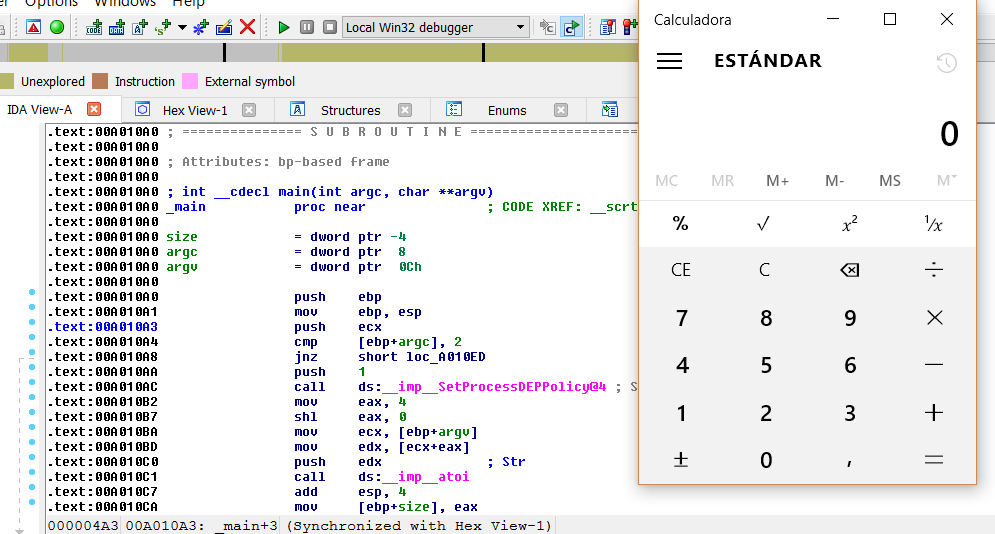 Options Windows Help
Local Win32 debugger
Unexplored Instruction External symbol
IDA View-A Hex View-1 Structures Enums
.text:00A010A0 ; =============== S U B R O U T I N E =======================
.text:00A010A0
.text:00A010A0 ; Attributes: bp-based frame
.text:00A010A0
.text:00A010A0 ; int __cdecl main(int argc, char **argv)
.text:00A010A0 _main proc near ; CODE XREF: __scrt
.text:00A010A0
.text:00A010A0 size = dword ptr -4
.text:00A010A0 argc = dword ptr 8
.text:00A010A0 argv = dword ptr 0Ch
.text:00A010A0
.text:00A010A0 push ebp
.text:00A010A1 mov ebp, esp
.text:00A010A3 push ecx
.text:00A010A4 cmp [ebp+argc], 2
.text:00A010A8 jnz short loc_A010ED
.text:00A010AA push 1
.text:00A010AC call ds:__imp__SetProcessDEPPolicy@4 ; S
.text:00A010B2 mov eax, 4
.text:00A010B7 shl eax, 0
.text:00A010BA mov ecx, [ebp+argv]
.text:00A010BD mov edx, [ecx+eax]
.text:00A010C0 push edx ; Str
.text:00A010C1 call ds:__imp__atoi
.text:00A010C7 add esp, 4
.text:00A010CA mov [ebp+size], eax
000004A3 00A010A3: _main+3 (Synchronized with Hex View-1)
Calculadora
ESTÁNDAR
0
MC MR M+ M- MS M˅
% √ x² ¹/x
CE C ÷
7 8 9 ×
4 5 6 −
1 2 3 +
± 0 , =